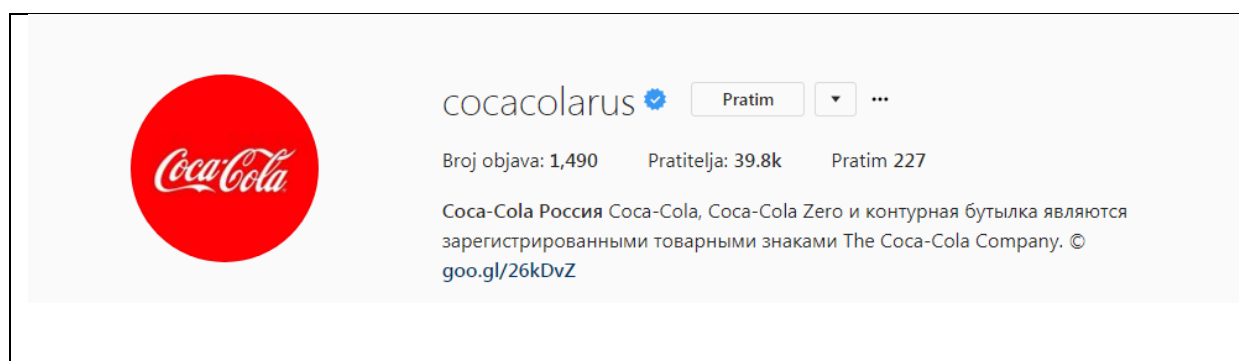 Coca-Cola
cocacolarus Pratim
Broj objava: 1,490 Pratitelja: 39.8k Pratim 227
Coca-Cola Россия Coca-Cola, Coca-Cola Zero и контурная бутылка являются
зарегистрированными товарными знаками The Coca-Cola Company. ©
goo.gl/26kDvZ